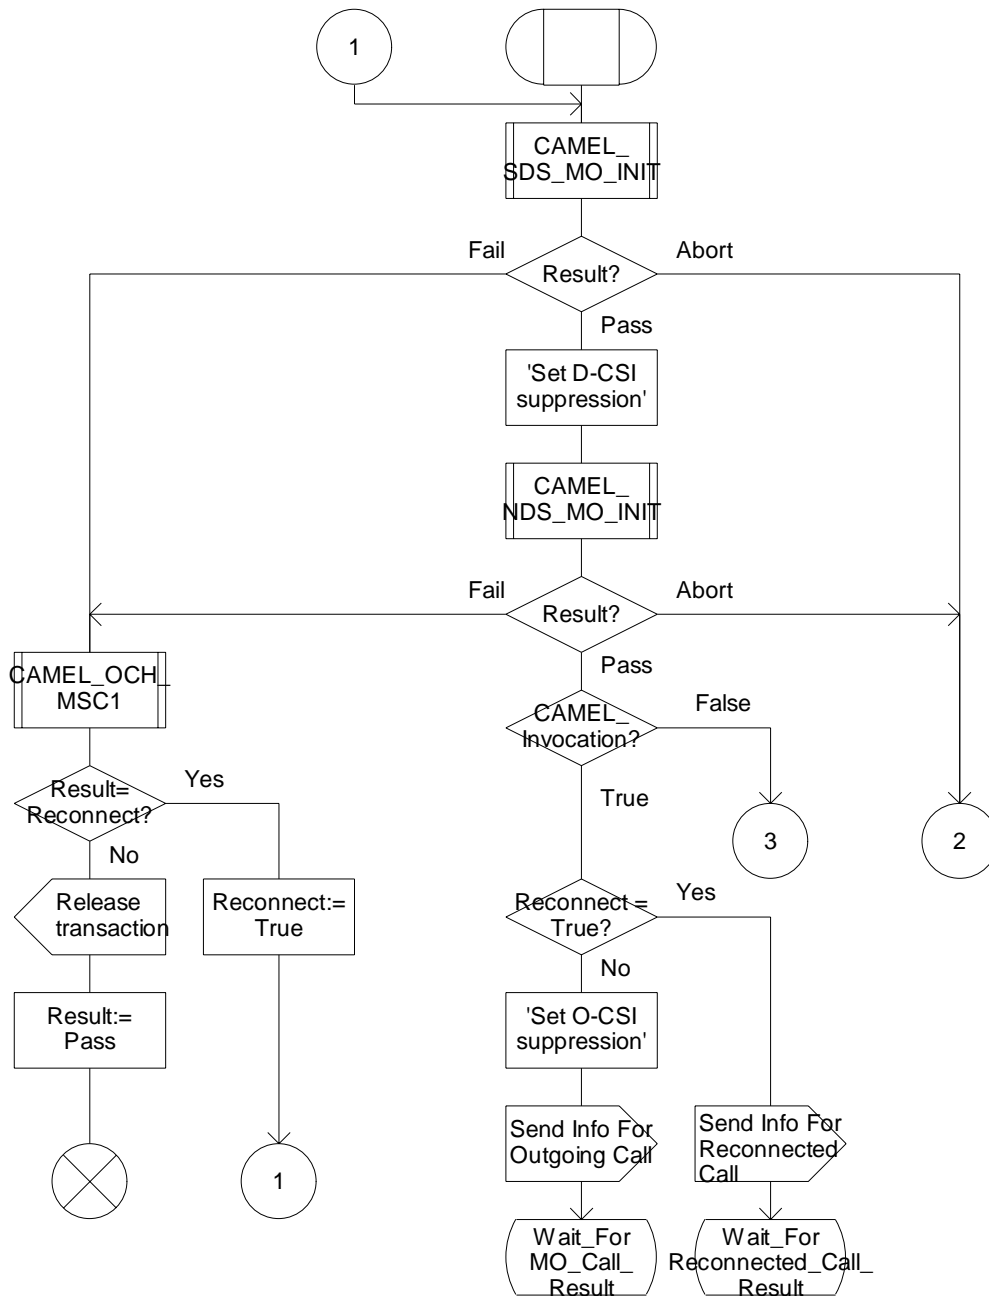 1
CAMEL_
SDS_MO_INIT
Fail
Abort
Result?
Pass
'Set D-CSI
suppression'
CAMEL_
NDS_MO_INIT
Fail
Abort
Result?
Pass
CAMEL_OCH_
MSC1
CAMEL_
Invocation?
False
True
Result=
Reconnect?
Yes
No
3
2
Release
transaction
Reconnect:=
True
Reconnect =
True?
Yes
No
Result:=
Pass
'Set O-CSI
suppression'
Send Info For
Outgoing Call
Send Info For
Reconnected
Call
1
Wait_For
MO_Call_
Result
Wait_For
Reconnected_Call_
Result